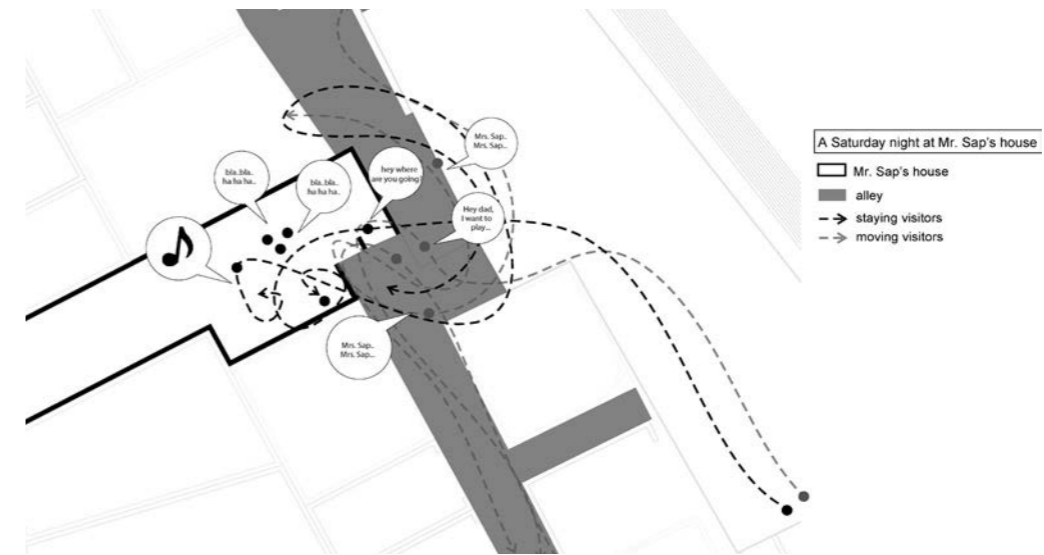 Mrs. Sap..
Mrs. Sap...
bla..bla..
ha ha ha..
bla..bla..
ha ha ha..
hey where
are you going?
Hey dad,
I want to
play...
Mrs. Sap..
Mrs. Sap...
A Saturday night at Mr. Sap's house
Mr. Sap's house
alley
staying visitors
moving visitors